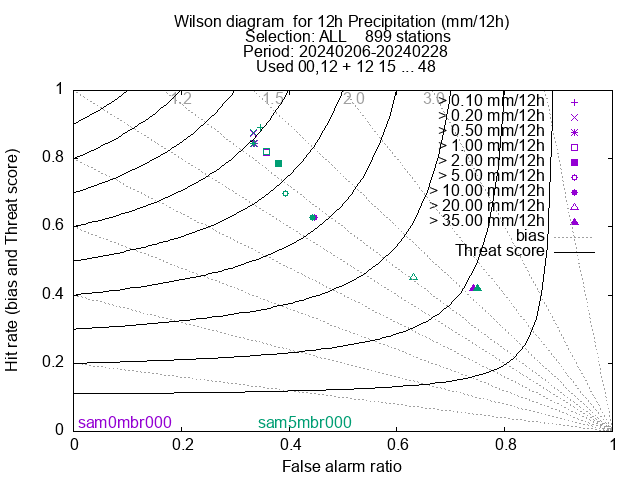 Wilson diagram  for 12h Precipitation (mm/12h)
Selection: ALL    899 stations
Period: 20240206-20240228
Used 00,12 + 12 15 ... 48
1.2 1.5 2.0 3.0
> 0.10 mm/12h
> 0.20 mm/12h
> 0.50 mm/12h
> 1.00 mm/12h
> 2.00 mm/12h
> 5.00 mm/12h
> 10.00 mm/12h
> 20.00 mm/12h
> 35.00 mm/12h
bias
Threat score
Hit rate (bias and Threat score)
1
0.8
0.6
0.4
0.2
0
sam0mbr000 sam5mbr000
0 0.2 0.4 0.6 0.8 1
False alarm ratio